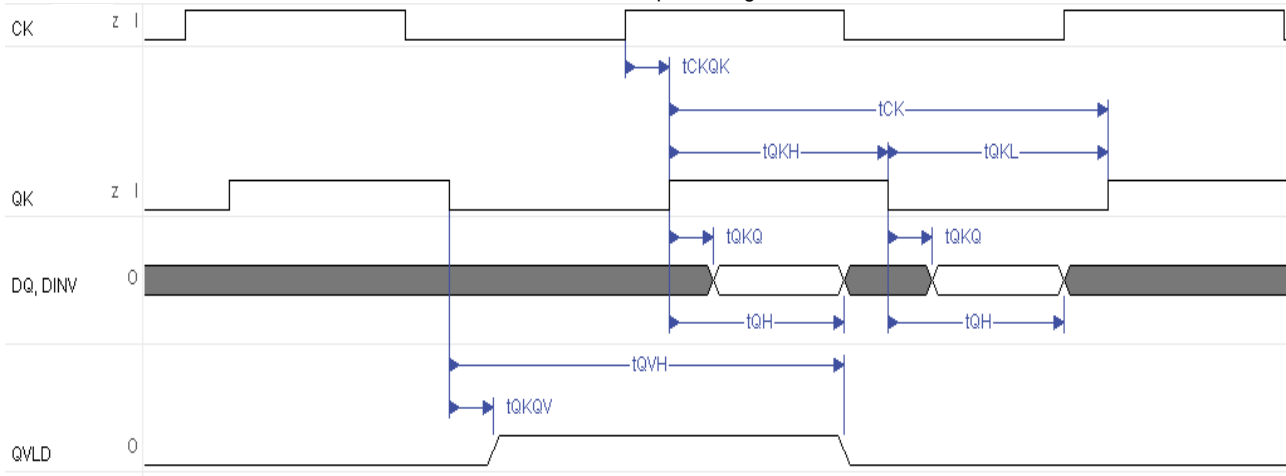 CK z l
tCKQK
tCK
tQKH tQKL
QK z l
tQKQ tQKQ
DQ, DINV 0
tQH tQH
tQVH
tQKQV
QVLD 0